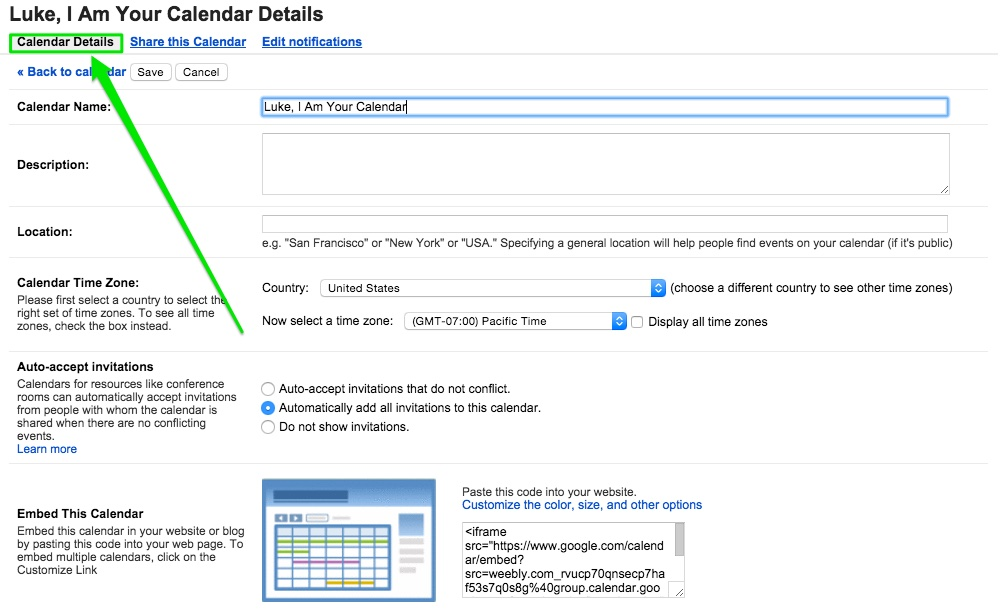 Luke, I Am Your Calendar Details
Calendar Details Share this Calendar Edit notifications
« Back to calendar Save Cancel
Calendar Name: Luke, I Am Your Calendar
Description:
Location:
e.g. "San Francisco" or "New York" or "USA." Specifying a general location will help people find events on your calendar (if it's public)
Calendar Time Zone:
Please first select a country to select the
right set of time zones. To see all time
zones, check the box instead.
Country: United States (choose a different country to see other time zones)
Now select a time zone: (GMT-07:00) Pacific Time Display all time zones
Auto-accept invitations
Calendars for resources like conference
rooms can automatically accept invitations
from people with whom the calendar is
shared when there are no conflicting
events.
Learn more
Auto-accept invitations that do not conflict.
Automatically add all invitations to this calendar.
Do not show invitations.
Embed This Calendar
Embed this calendar in your website or blog
by pasting this code into your web page. To
embed multiple calendars, click on the
Customize Link
Paste this code into your website.
Customize the color, size, and other options
<iframe
src="https://www.google.com/calend
ar/embed?
src=weebly.com_rvucp70qnsecp7ha
f53s7q0s8g%40group.calendar.goo